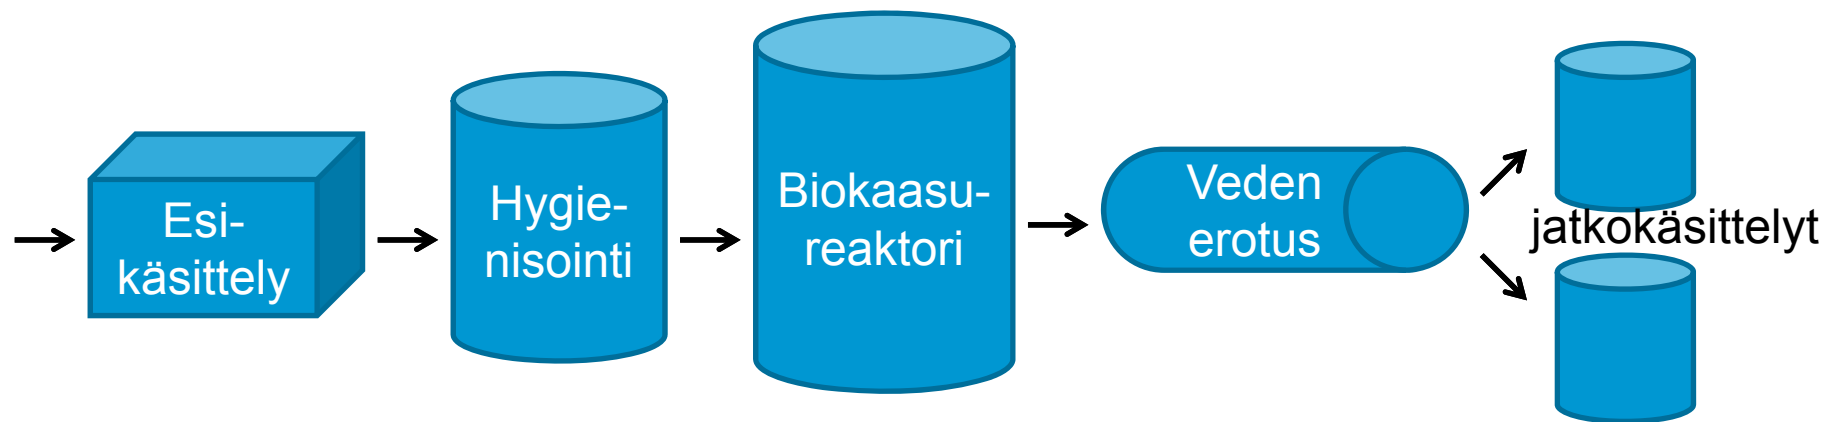 Esi-
käsittely
Hygie-
nisointi
Biokaasu-
reaktori
Veden
erotus
jatkokäsittelyt